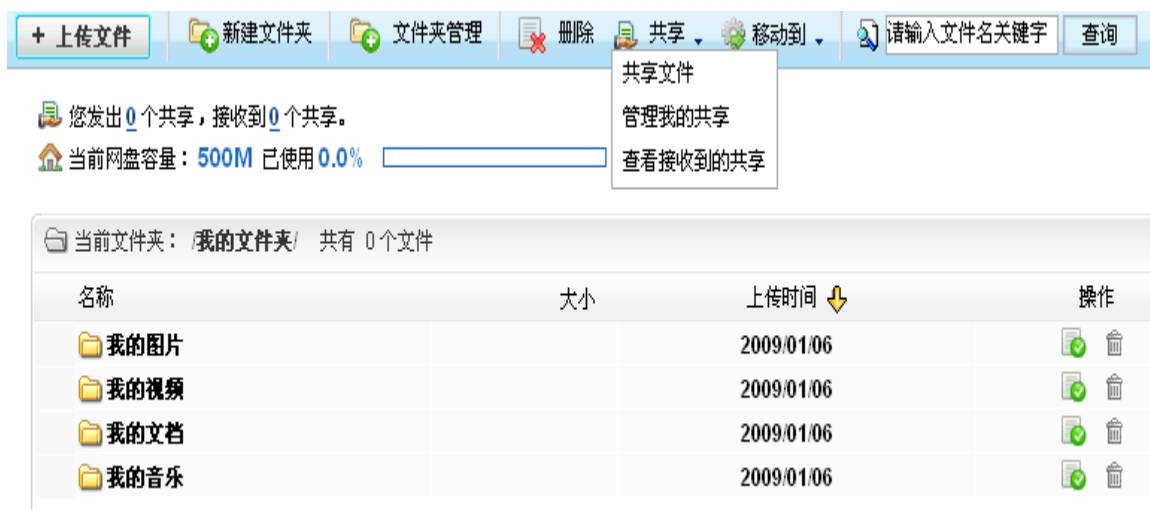 + 上传文件 新建文件夹 文件夹管理 删除 共享 移动到 请输入文件名关键字 查询
共享文件
管理我的共享
查看接收到的共享
您发出0个共享，接收到0个共享。
当前网盘容量：500M 已使用0.0%
当前文件夹：/我的文件夹/ 共有 0个文件
名称 大小 上传时间 操作
我的图片 2009/01/06
我的视频 2009/01/06
我的文档 2009/01/06
我的音乐 2009/01/06